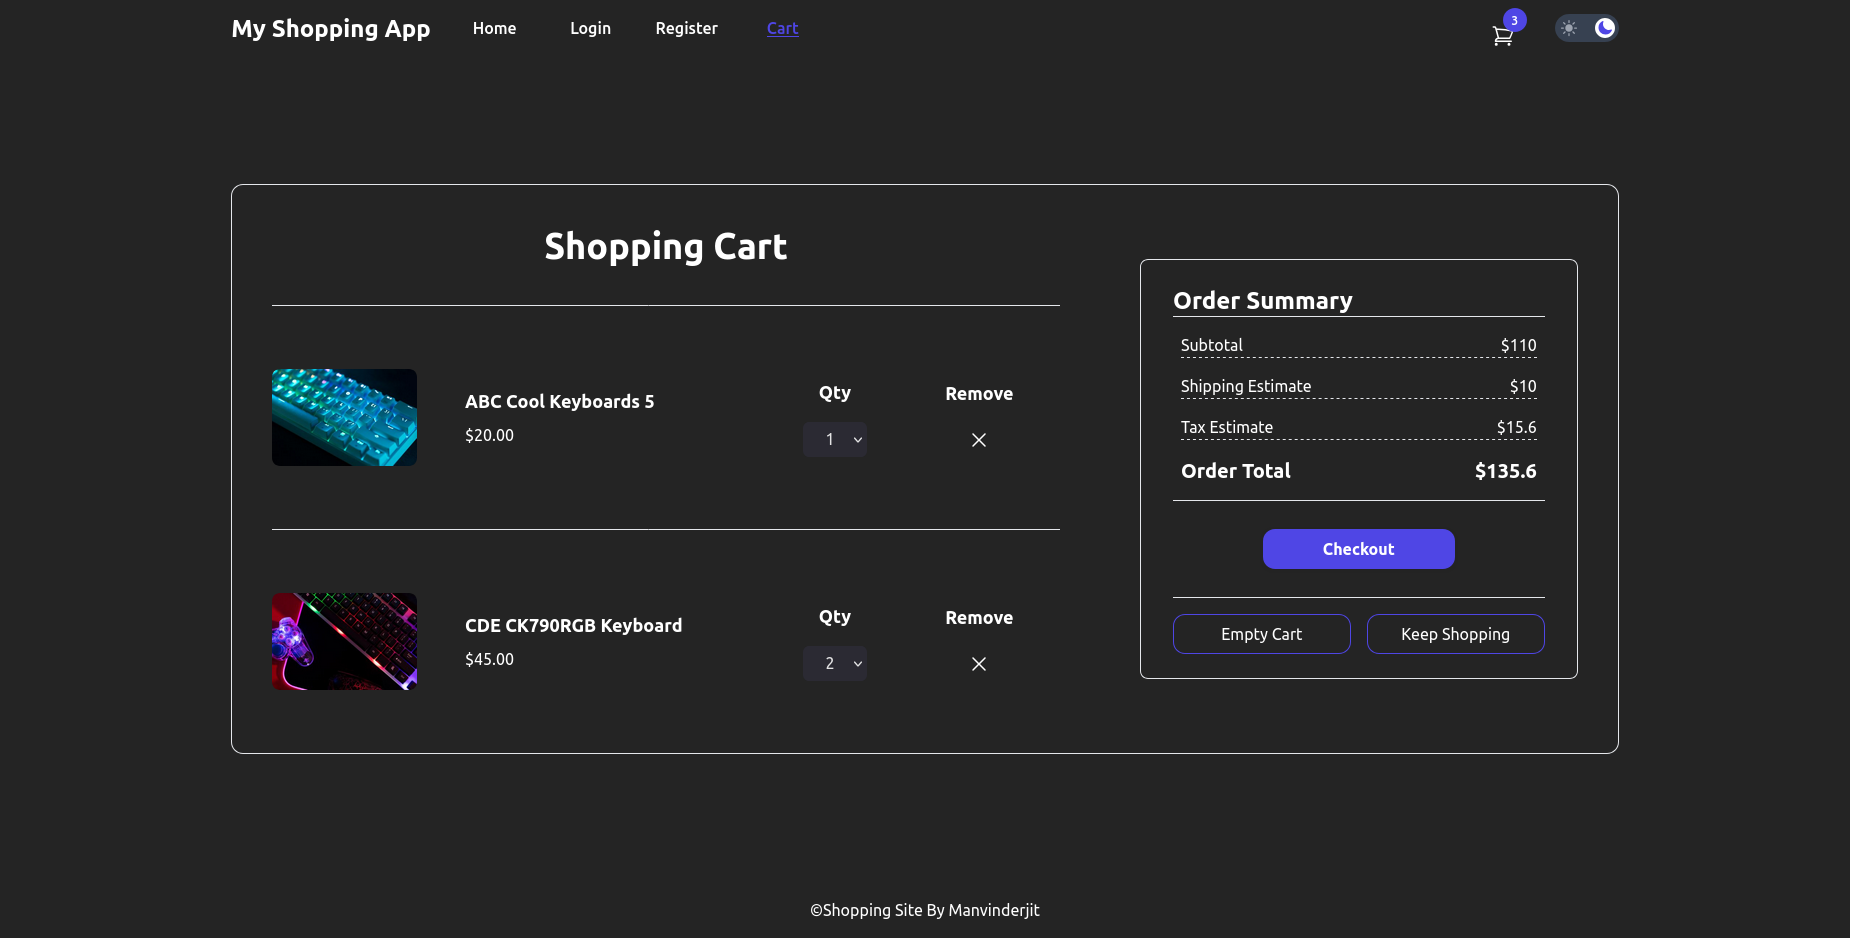 My Shopping App
Home
Login
Register
Cart
3
Shopping Cart
ABC Cool Keyboards 5
$20.00
Qty
1
Remove
CDE CK790RGB Keyboard
$45.00
Qty
2
Remove
Order Summary
Subtotal $110
Shipping Estimate $10
Tax Estimate $15.6
Order Total $135.6
Checkout
Empty Cart
Keep Shopping
©Shopping Site By Manvinderjit